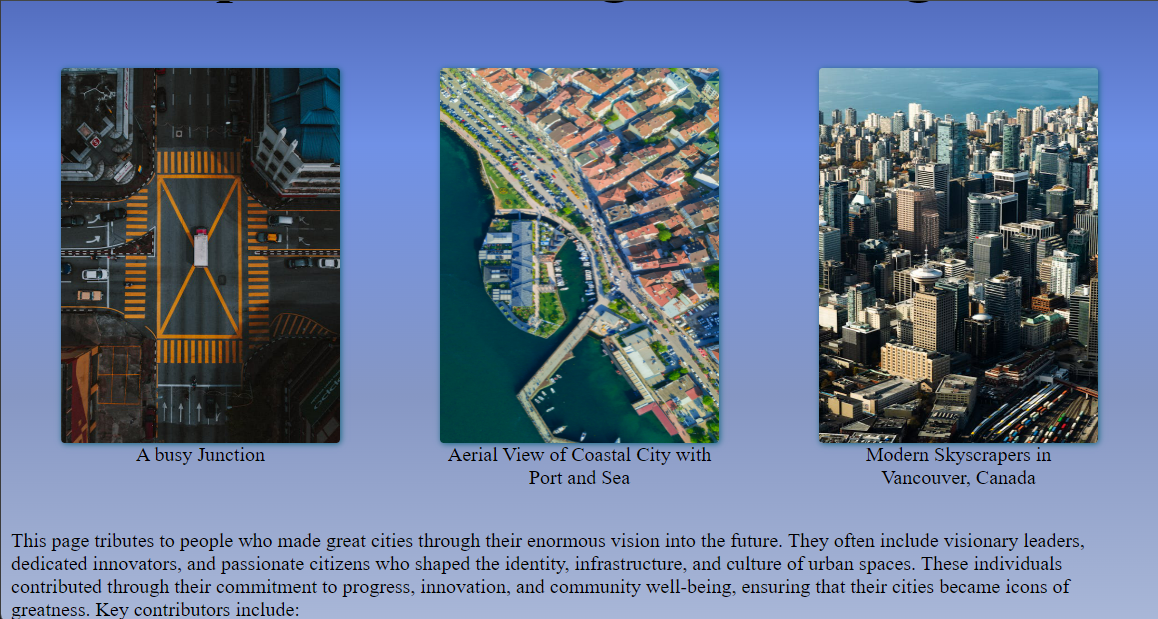 A busy Junction
Aerial View of Coastal City with
Port and Sea
Modern Skyscrapers in
Vancouver, Canada
This page tributes to people who made great cities through their enormous vision into the future. They often include visionary leaders,
dedicated innovators, and passionate citizens who shaped the identity, infrastructure, and culture of urban spaces. These individuals
contributed through their commitment to progress, innovation, and community well-being, ensuring that their cities became icons of
greatness. Key contributors include: